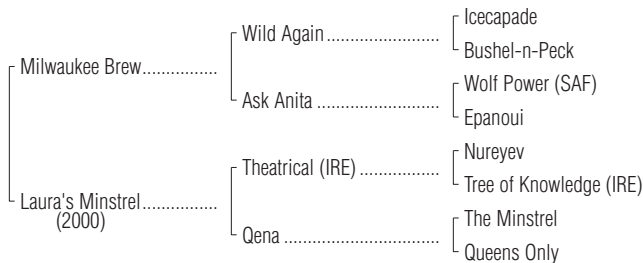 Icecapade
Wild Again
Bushel-n-Peck
Milwaukee Brew
Wolf Power (SAF)
Ask Anita
Epanoui
Nureyev
Theatrical (IRE)
Tree of Knowledge (IRE)
Laura's Minstrel
(2000)
The Minstrel
Qena
Queens Only